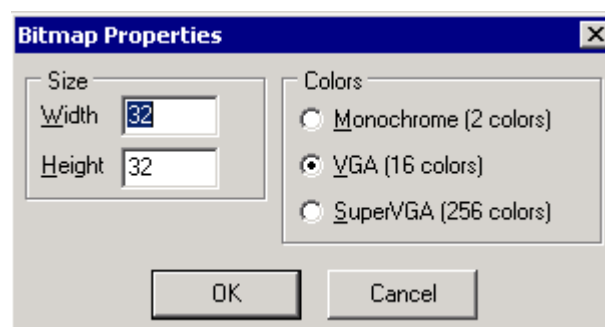 Bitmap Properties
Size
Width 32
Height 32
Colors
Monochrome (2 colors)
VGA (16 colors)
SuperVGA (256 colors)
OK Cancel